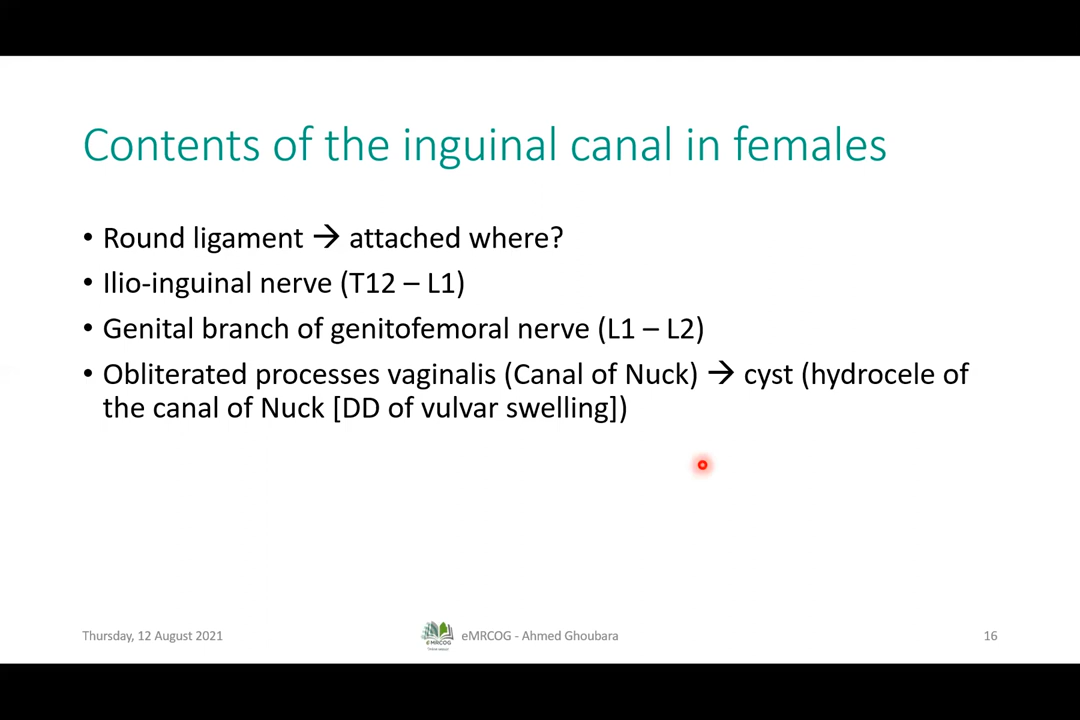 Contents of the inguinal canal in females
• Round ligament → attached where?
• Ilio-inguinal nerve (T12 – L1)
• Genital branch of genitofemoral nerve (L1 – L2)
• Obliterated processes vaginalis (Canal of Nuck) → cyst (hydrocele of
the canal of Nuck [DD of vulvar swelling])
Thursday, 12 August 2021
eMRCOG
eMRCOG - Ahmed Ghoubara
16